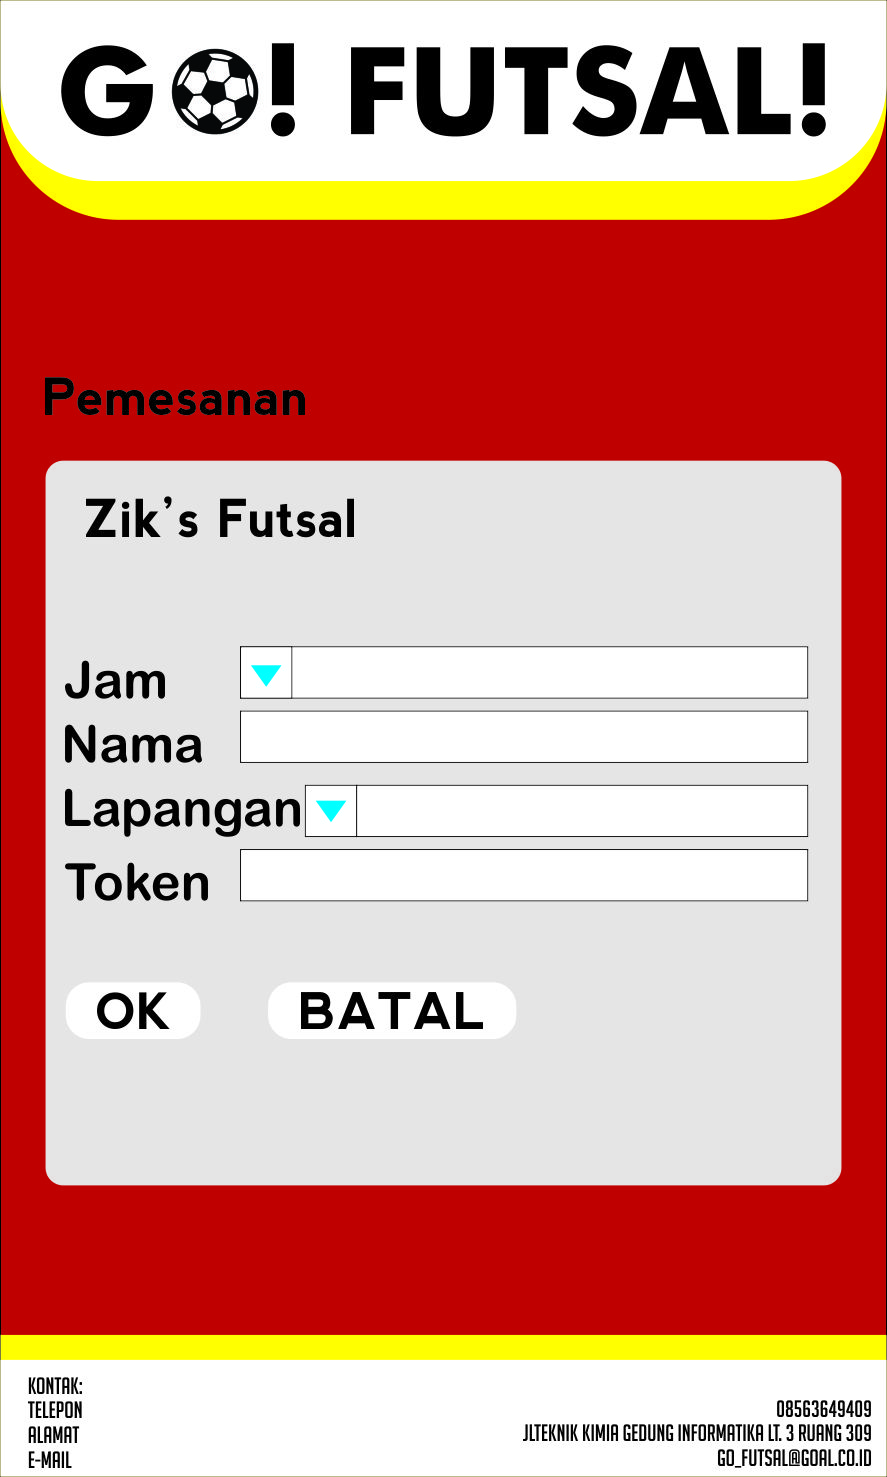 GO! FUTSAL!
Pemesanan
Zik's Futsal
Jam
Nama
Lapangan
Token
OK BATAL
KONTAK:
TELEPON 08563649409
ALAMAT JLTEKNIK KIMIA GEDUNG INFORMATIKA LT. 3 RUANG 309
E-MAIL GO_FUTSAL@GOAL.CO.ID